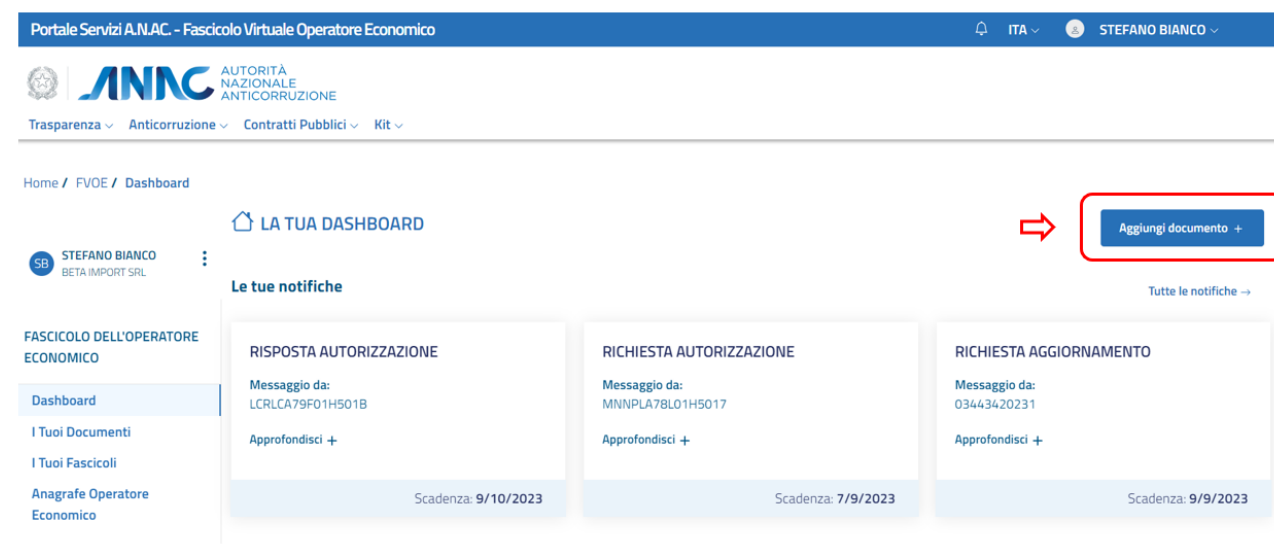 Portale Servizi A.N.AC. - Fascicolo Virtuale Operatore Economico
ITA
STEFANO BIANCO
ANAC
AUTORITÀ
NAZIONALE
ANTICORRUZIONE
Trasparenza Anticorruzione Contratti Pubblici Kit
Home / FVOE / Dashboard
LA TUA DASHBOARD
Aggiungi documento +
SB
STEFANO BIANCO
BETA IMPORT SRL
Le tue notifiche
Tutte le notifiche →
FASCICOLO DELL'OPERATORE
ECONOMICO
Dashboard
I Tuoi Documenti
I Tuoi Fascicoli
Anagrafe Operatore
Economico
RISPOSTA AUTORIZZAZIONE
Messaggio da:
LCRLCA79F01H501B
Approfondisci +
Scadenza: 9/10/2023
RICHIESTA AUTORIZZAZIONE
Messaggio da:
MNNPLA78L01H5017
Approfondisci +
Scadenza: 7/9/2023
RICHIESTA AGGIORNAMENTO
Messaggio da:
03443420231
Approfondisci +
Scadenza: 9/9/2023